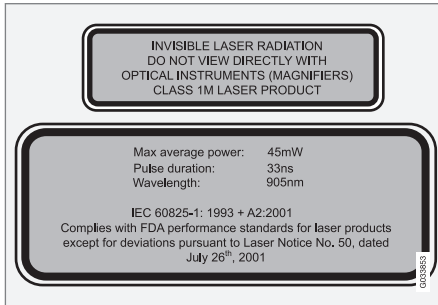 INVISIBLE LASER RADIATION
DO NOT VIEW DIRECTLY WITH
OPTICAL INSTRUMENTS (MAGNIFIERS)
CLASS 1M LASER PRODUCT
Max average power: 45mW
Pulse duration: 33ns
Wavelength: 905nm
IEC 60825-1: 1993 + A2:2001
Complies with FDA performance standards for laser products
except for deviations pursuant to Laser Notice No. 50, dated
July 26th, 2001
G033853